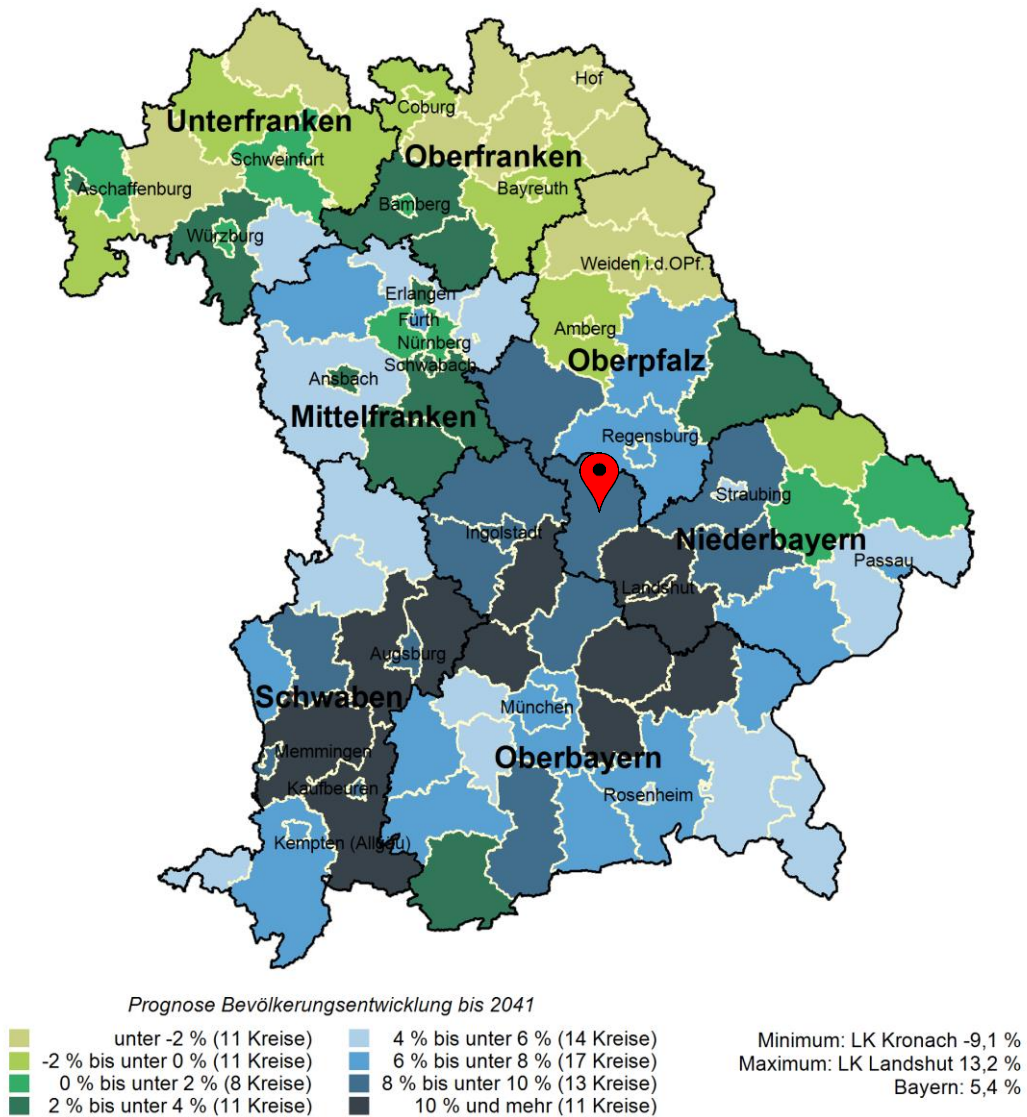 Hof
Coburg
Unterfranken
Schweinfurt
Oberfranken
Aschaffenburg
Bayreuth
Bamberg
Würzburg
Weiden i.d.OPf.
Erlangen
Fürth
Amberg
Nürnberg
Schwabach
Oberpfalz
Ansbach
Mittelfranken
Regensburg
Straubing
Ingolstadt
Niederbayern
Passau
Landshut
Augsburg
Schwaben
München
Memmingen
Oberbayern
Kaufbeuren
Rosenheim
Kempten (Allgäu)
Prognose Bevölkerungsentwicklung bis 2041
unter -2 % (11 Kreise)
-2 % bis unter 0 % (11 Kreise)
0 % bis unter 2 % (8 Kreise)
2 % bis unter 4 % (11 Kreise)
4 % bis unter 6 % (14 Kreise)
6 % bis unter 8 % (17 Kreise)
8 % bis unter 10 % (13 Kreise)
10 % und mehr (11 Kreise)
Minimum: LK Kronach -9,1 %
Maximum: LK Landshut 13,2 %
Bayern: 5,4 %